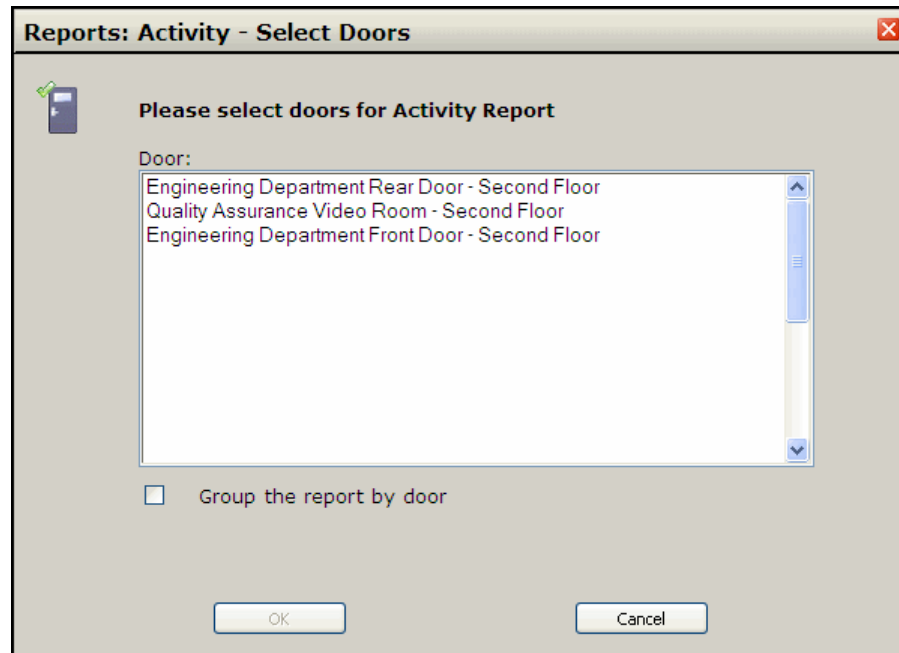 Reports: Activity - Select Doors
Please select doors for Activity Report
Door:
Engineering Department Rear Door - Second Floor
Quality Assurance Video Room - Second Floor
Engineering Department Front Door - Second Floor
Group the report by door
OK
Cancel